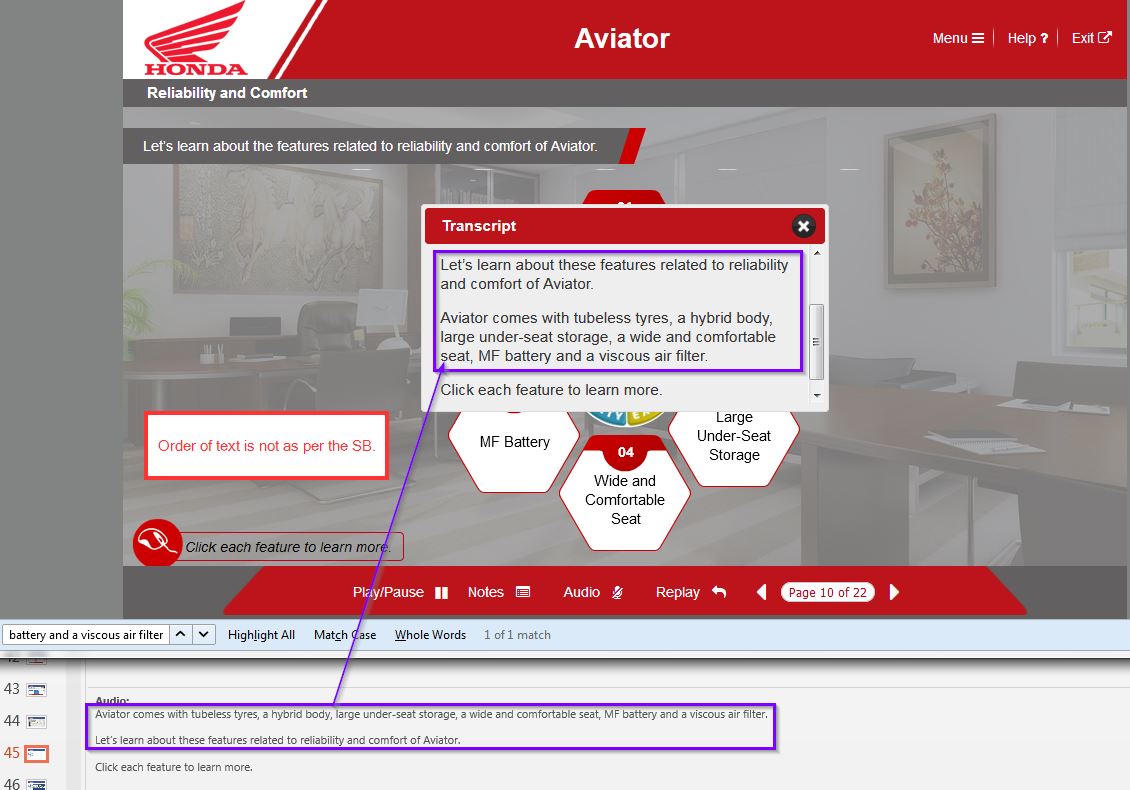 HONDA
Aviator
Menu
Help ?
Exit
Reliability and Comfort
Let's learn about the features related to reliability and comfort of Aviator.
Transcript
Let's learn about these features related to reliability
and comfort of Aviator.
Aviator comes with tubeless tyres, a hybrid body,
large under-seat storage, a wide and comfortable
seat, MF battery and a viscous air filter.
Click each feature to learn more.
MF Battery
Large
Under-Seat
Storage
04
Wide and
Comfortable
Seat
Order of text is not as per the SB.
Click each feature to learn more.
Play/Pause
Notes
Audio
Replay
Page 10 of 22
battery and a viscous air filter
Highlight All
Match Case
Whole Words
1 of 1 match
43
44
45
46
Audio:
Aviator comes with tubeless tyres, a hybrid body, large under-seat storage, a wide and comfortable seat, MF battery and a viscous air filter.
Let's learn about these features related to reliability and comfort of Aviator.
Click each feature to learn more.